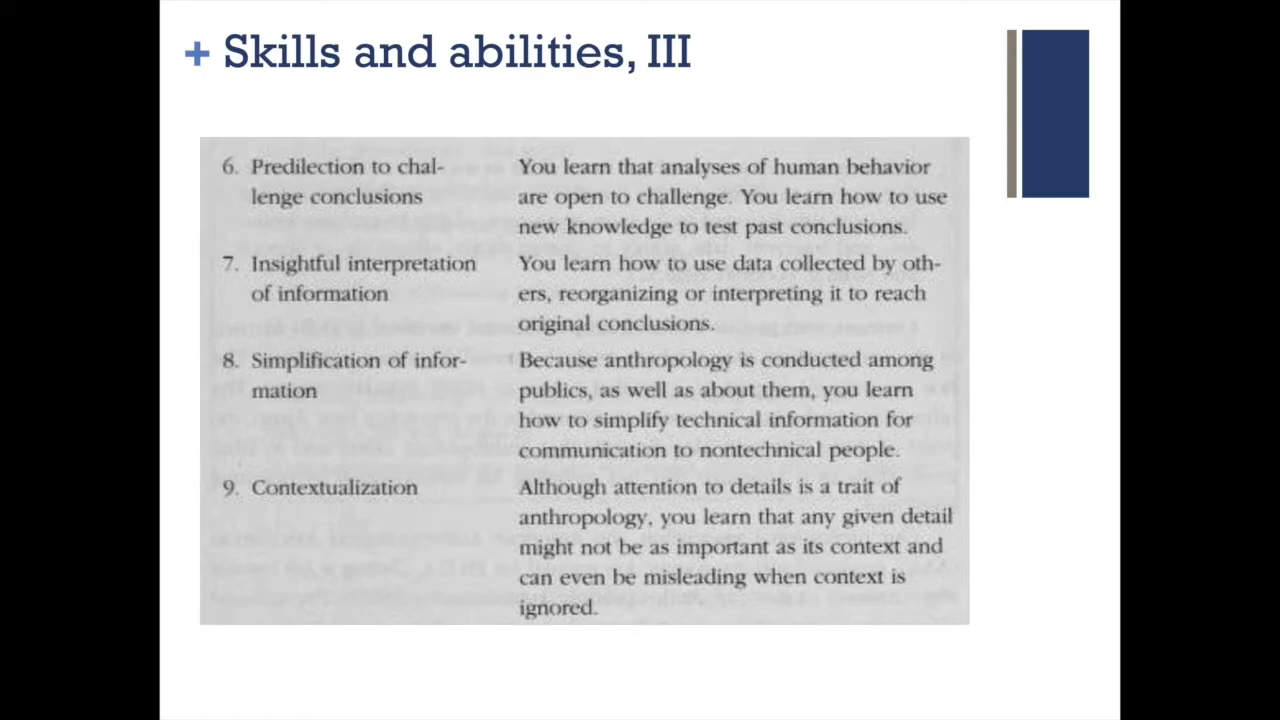 + Skills and abilities, III
6. Predilection to chal- You learn that analyses of human behavior
lenge conclusions are open to challenge. You learn how to use
new knowledge to test past conclusions.
7. Insightful interpretation You learn how to use data collected by oth-
of information ers, reorganizing or interpreting it to reach
original conclusions.
8. Simplification of infor- Because anthropology is conducted among
mation publics, as well as about them, you learn
how to simplify technical information for
communication to nontechnical people.
9. Contextualization Although attention to details is a trait of
anthropology, you learn that any given detail
might not be as important as its context and
can even be misleading when context is
ignored.